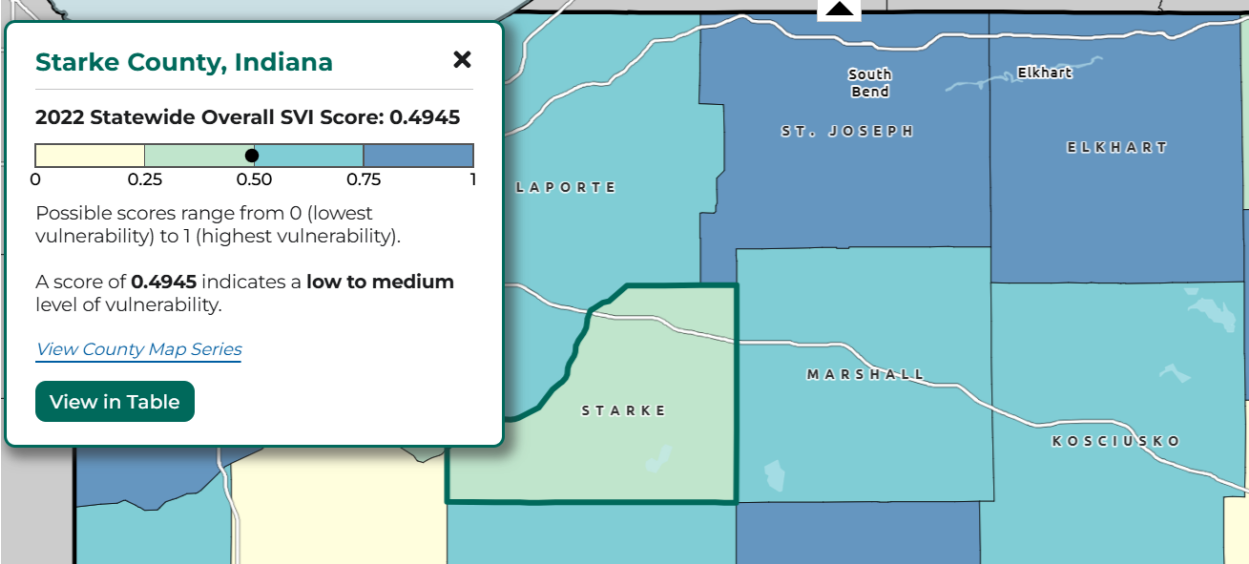 Starke County, Indiana
2022 Statewide Overall SVI Score: 0.4945
0 0.25 0.50 0.75 1
Possible scores range from 0 (lowest
vulnerability) to 1 (highest vulnerability).
A score of 0.4945 indicates a low to medium
level of vulnerability.
View County Map Series
View in Table
South
Bend
Elkhart
ST. JOSEPH
ELKHART
LAPORTE
MARSHALL
STARKE
KOSCIUSKO